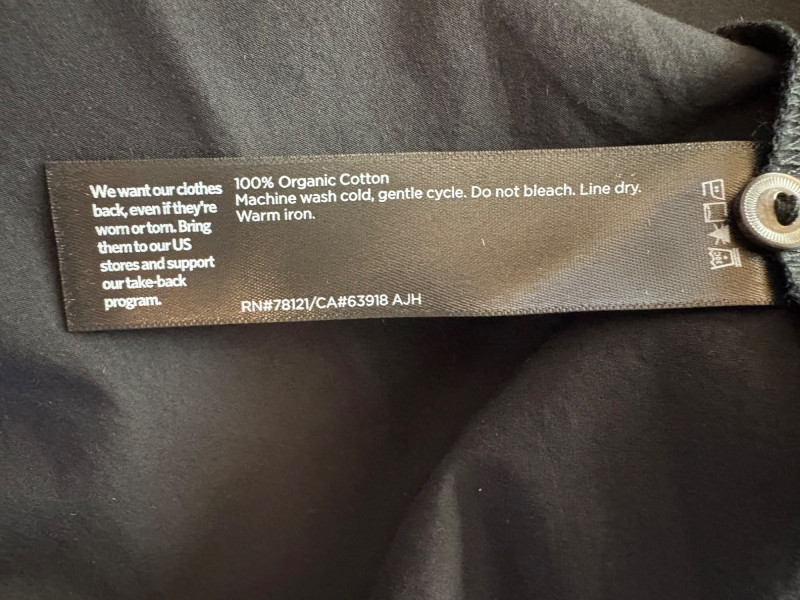 We want our clothes
back, even if they're
worn or torn. Bring
them to our US
stores and support
our take-back
program.
100% Organic Cotton
Machine wash cold, gentle cycle. Do not bleach. Line dry.
Warm iron.
RN#78121/CA#63918 AJH